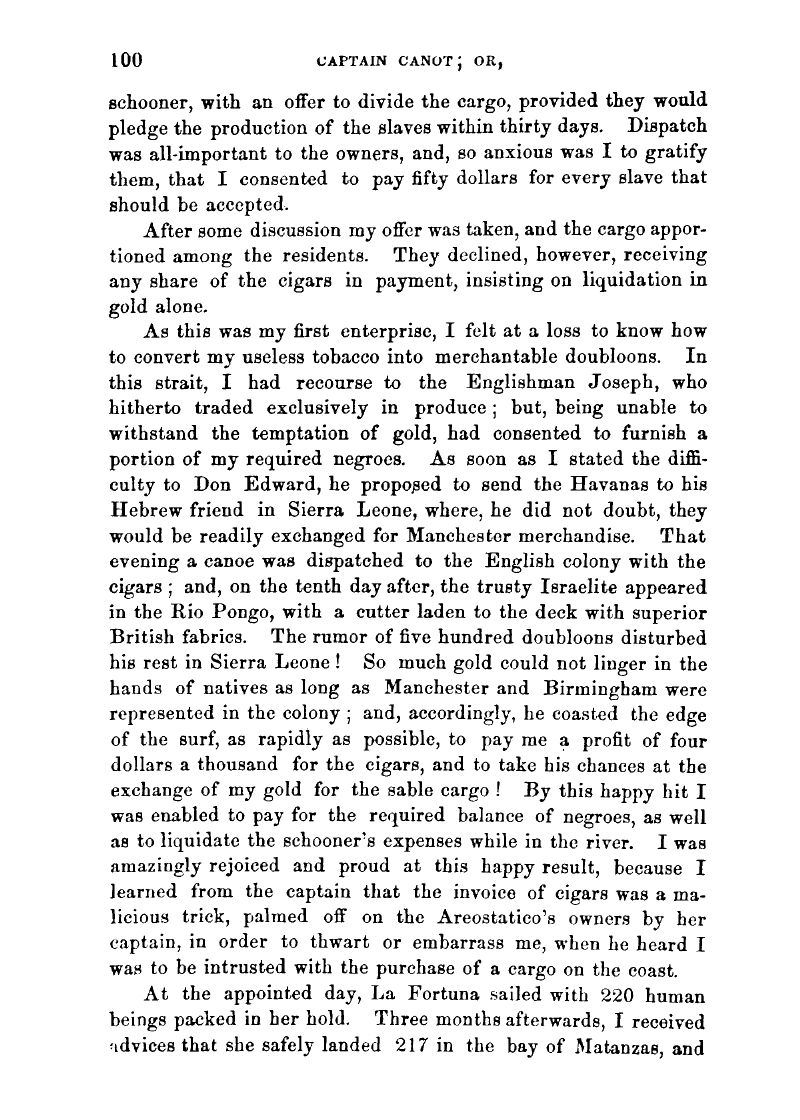 100 CAPTAIN CANOT; OR,
schooner, with an offer to divide the cargo, provided they would
pledge the production of the slaves within thirty days. Dispatch
was all-important to the owners, and, so anxious was I to gratify
them, that I consented to pay fifty dollars for every slave that
should be accepted.
After some discussion my offer was taken, and the cargo appor-
tioned among the residents. They declined, however, receiving
any share of the cigars in payment, insisting on liquidation in
gold alone.
As this was my first enterprise, I felt at a loss to know how
to convert my useless tobacco into merchantable doubloons. In
this strait, I had recourse to the Englishman Joseph, who
hitherto traded exclusively in produce; but, being unable to
withstand the temptation of gold, had consented to furnish a
portion of my required negroes. As soon as I stated the diffi-
culty to Don Edward, he proposed to send the Havanas to his
Hebrew friend in Sierra Leone, where, he did not doubt, they
would be readily exchanged for Manchester merchandise. That
evening a canoe was dispatched to the English colony with the
cigars; and, on the tenth day after, the trusty Israelite appeared
in the Rio Pongo, with a cutter laden to the deck with superior
British fabrics. The rumor of five hundred doubloons disturbed
his rest in Sierra Leone! So much gold could not linger in the
hands of natives as long as Manchester and Birmingham were
represented in the colony; and, accordingly, he coasted the edge
of the surf, as rapidly as possible, to pay me a profit of four
dollars a thousand for the cigars, and to take his chances at the
exchange of my gold for the sable cargo! By this happy hit I
was enabled to pay for the required balance of negroes, as well
as to liquidate the schooner's expenses while in the river. I was
amazingly rejoiced and proud at this happy result, because I
learned from the captain that the invoice of cigars was a ma-
licious trick, palmed off on the Areostatico's owners by her
captain, in order to thwart or embarrass me, when he heard I
was to be intrusted with the purchase of a cargo on the coast.
At the appointed day, La Fortuna sailed with 220 human
beings packed in her hold. Three months afterwards, I received
advices that she safely landed 217 in the bay of Matanzas, and